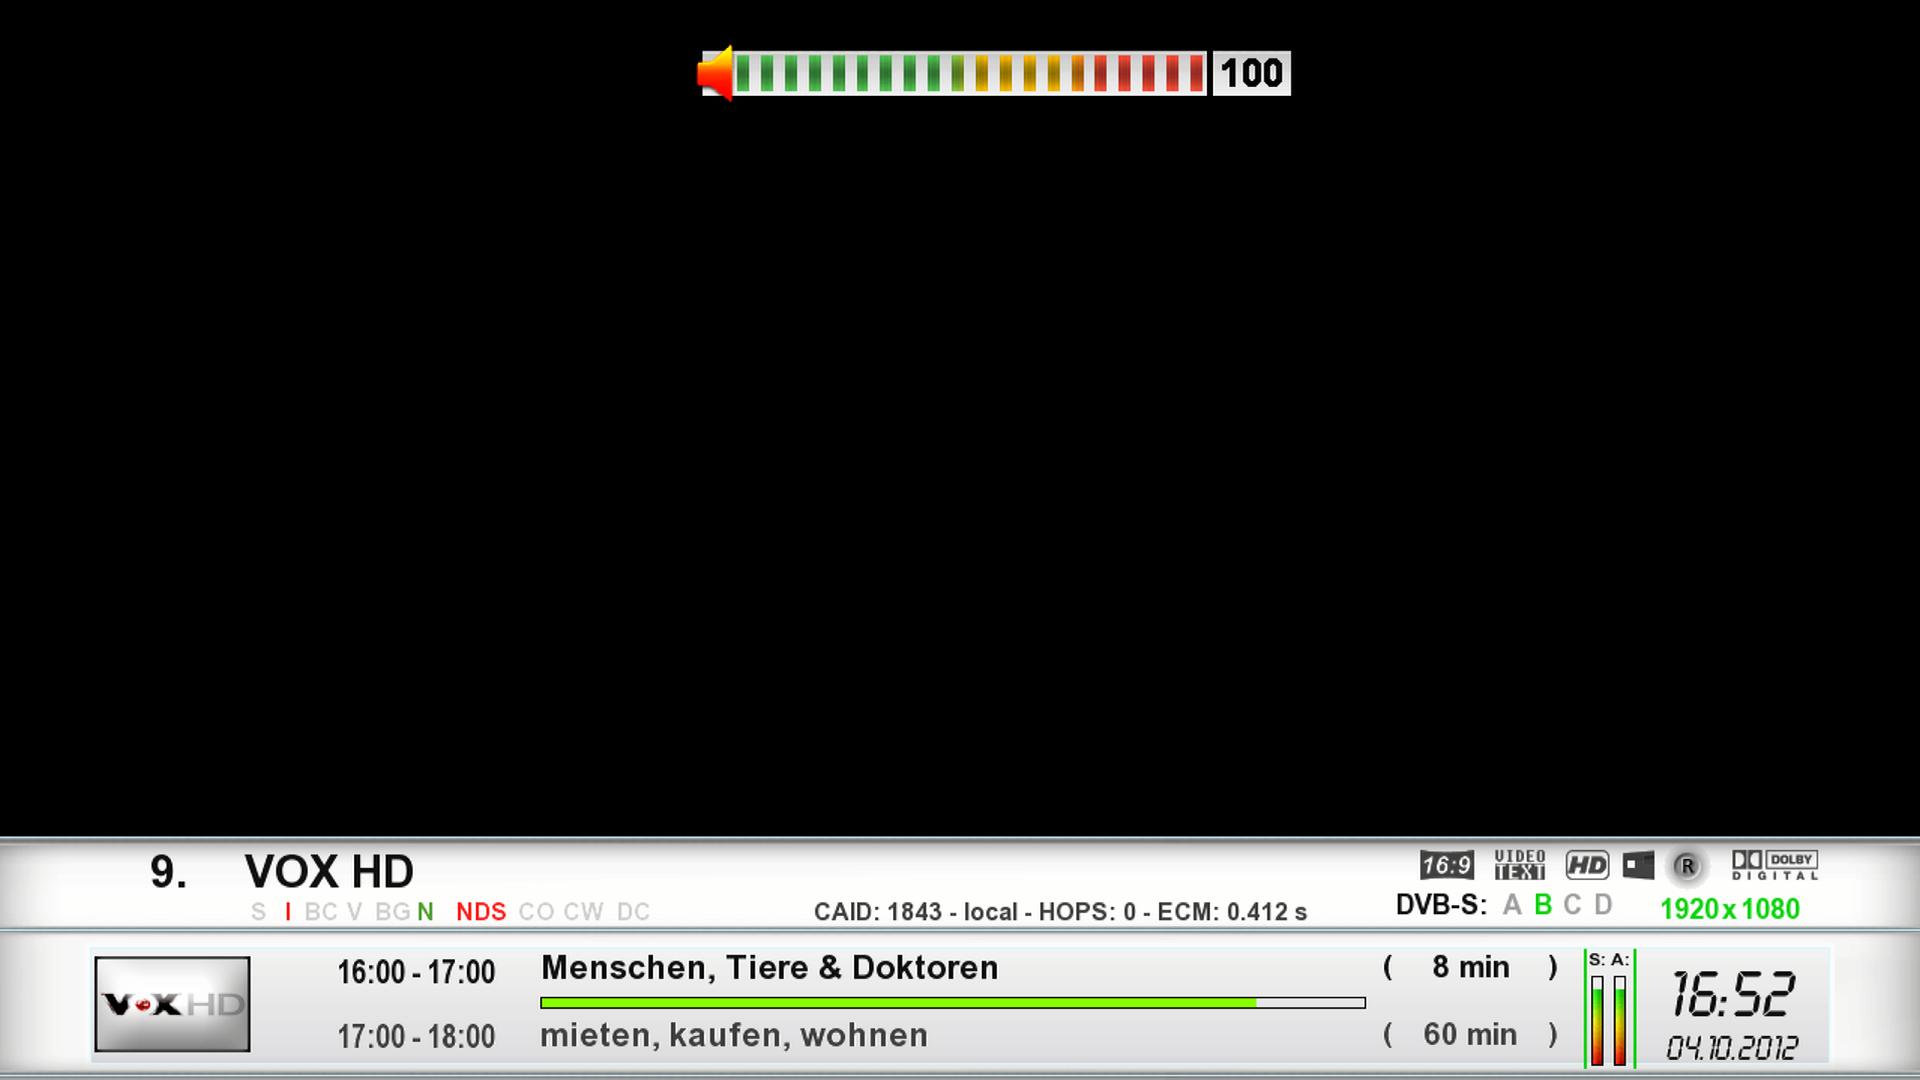 100
9. VOX HD
16:9 VIDEO TEXT HD R DOLBY DIGITAL
S I BC V BG N NDS CO CW DC
CAID: 1843 - local - HOPS: 0 - ECM: 0.412 s
DVB-S: A B C D 1920x1080
VOX HD
16:00 - 17:00 Menschen, Tiere & Doktoren ( 8 min )
17:00 - 18:00 mieten, kaufen, wohnen ( 60 min )
S: A:
16:52
04.10.2012